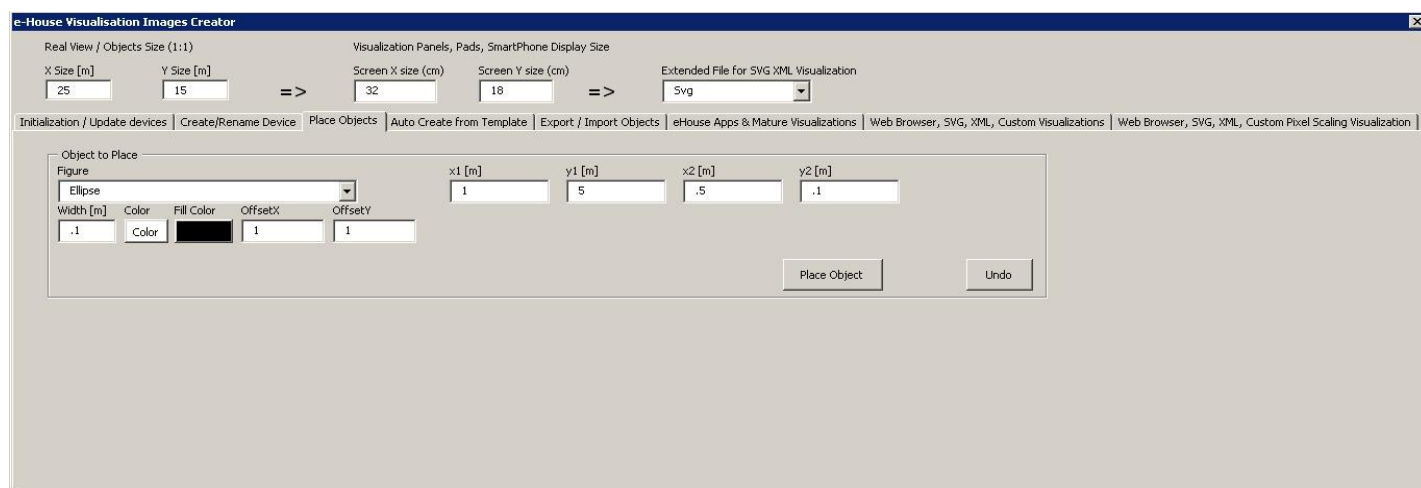 e-House Visualisation Images Creator
Real View / Objects Size (1:1)
Visualization Panels, Pads, SmartPhone Display Size
X Size [m]
Y Size [m]
Screen X size (cm)
Screen Y size (cm)
Extended File for SVG XML Visualization
25
15
=>
32
18
=>
Svg
Initialization / Update devices
Create/Rename Device
Place Objects
Auto Create from Template
Export / Import Objects
eHouse Apps & Mature Visualizations
Web Browser, SVG, XML, Custom Visualizations
Web Browser, SVG, XML, Custom Pixel Scaling Visualization
Object to Place
Figure
x1 [m]
y1 [m]
x2 [m]
y2 [m]
Ellipse
1
5
.5
.1
Width [m]
Color
Fill Color
OffsetX
OffsetY
.1
Color
1
1
Place Object
Undo